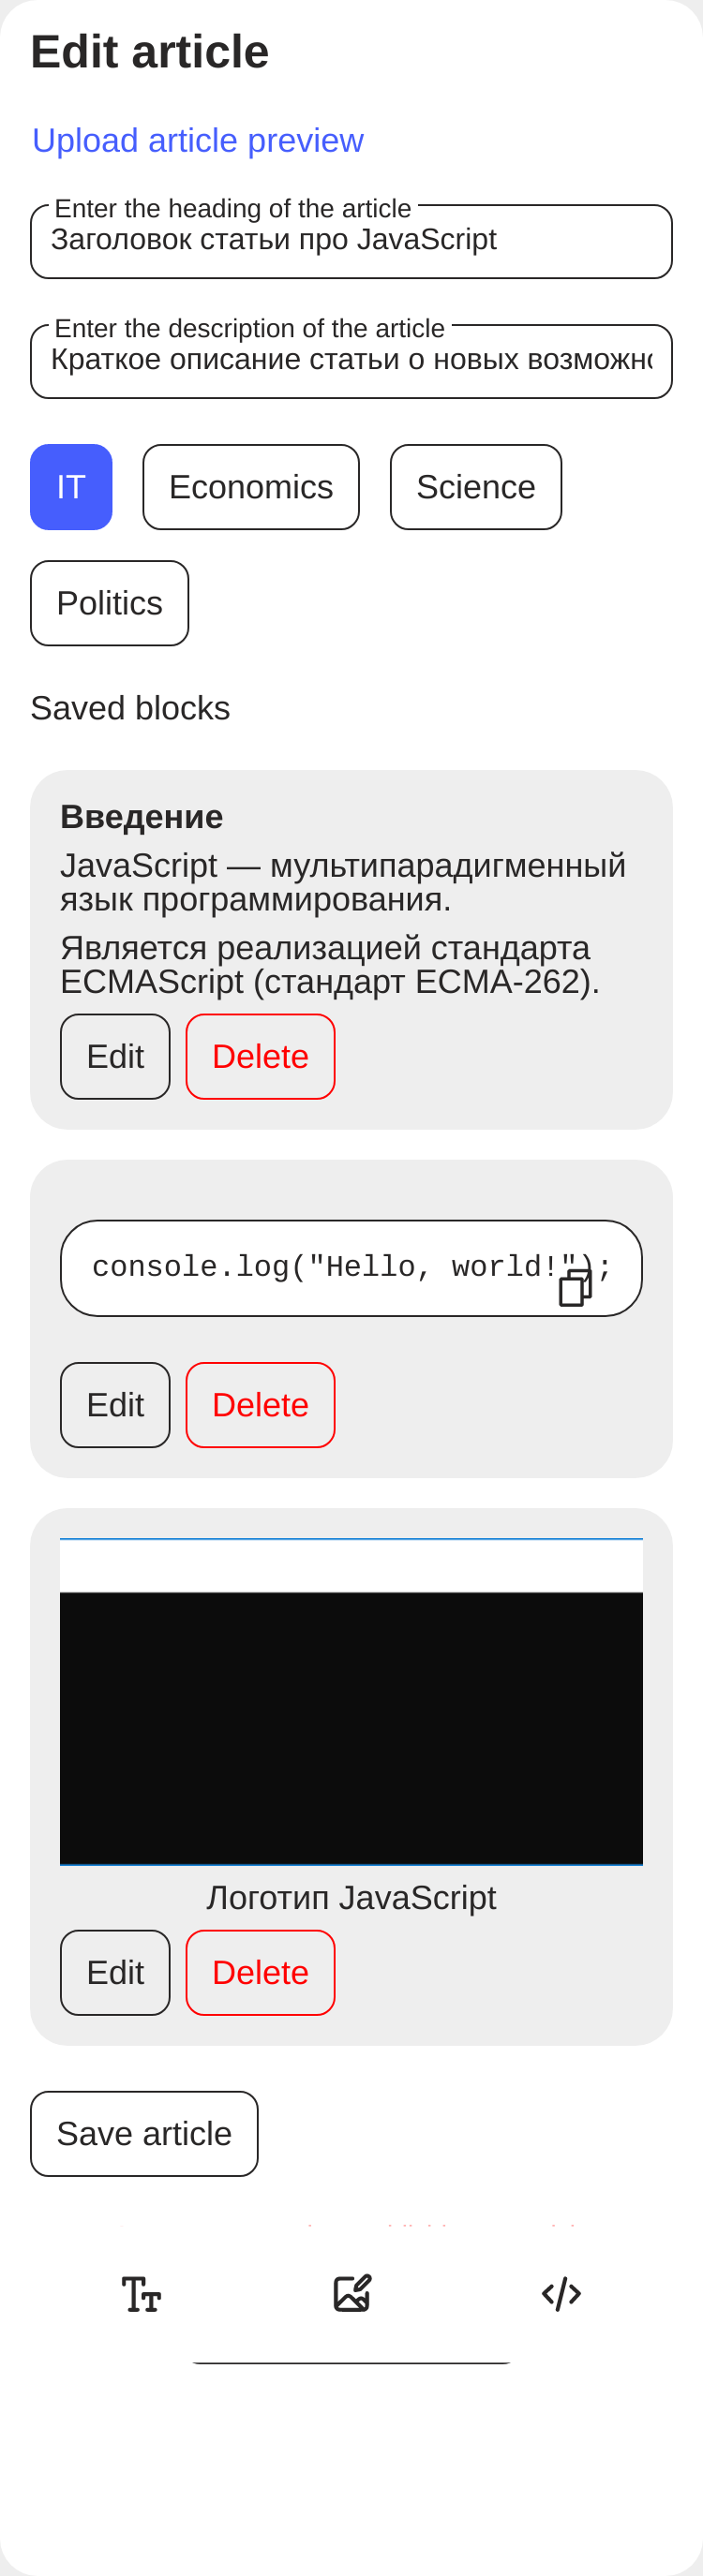 Edit article
Upload article preview
Enter the heading of the article
Заголовок статьи про JavaScript
Enter the description of the article
Краткое описание статьи о новых
IT
Economics
Science
Politics
Saved blocks
Введение
JavaScript — мультипарадигменный
язык программирования.
Является реализацией стандарта
ECMAScript (стандарт ECMA-262).
Edit
Delete
console.log("Hello, world!");
Edit
Delete
Логотип JavaScript
Edit
Delete
Save article